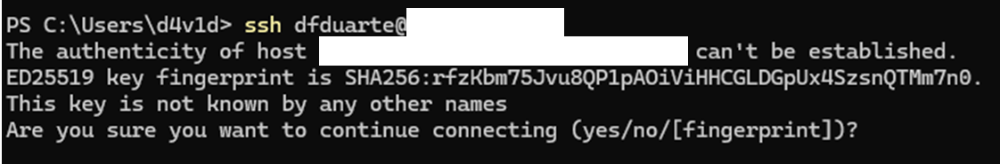 PS C:\Users\d4v1d> ssh dfduarte@
The authenticity of host can't be established.
ED25519 key fingerprint is SHA256:rfzKbm75Jvu8QP1pAOiViHHCGLDGpUx4SzsnQTMm7n0.
This key is not known by any other names
Are you sure you want to continue connecting (yes/no/[fingerprint])?